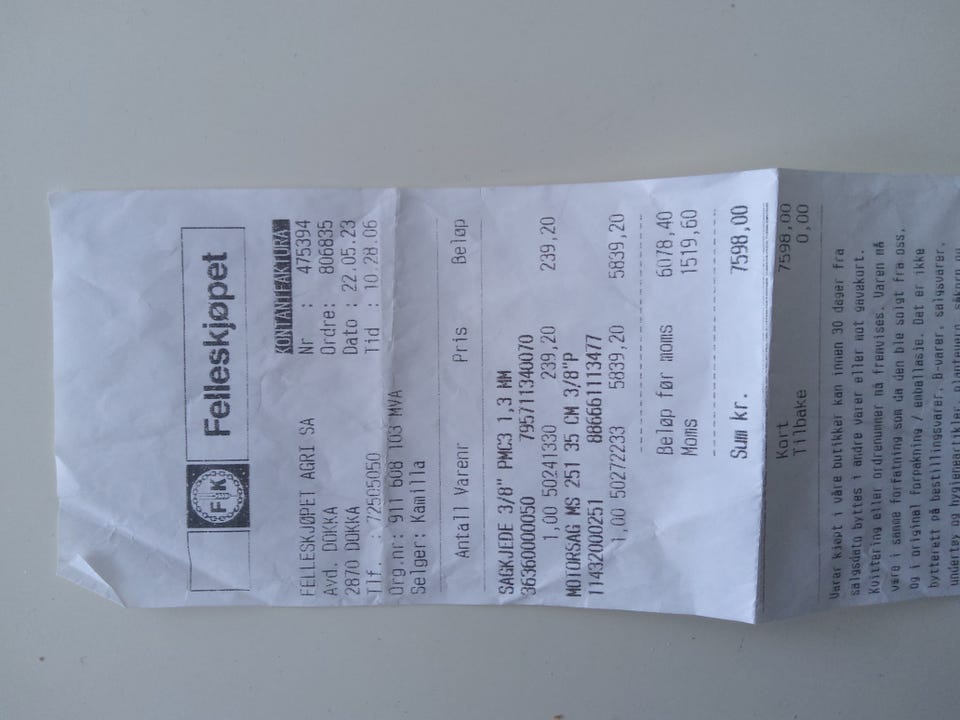 FK Felleskjøpet
KONTANTFAKTURA
FELLESKJØPET AGRI SA Nr : 475394
Avd. DOKKA Ordre: 806835
2870 DOKKA Dato : 22.05.23
Tlf. : 72505050 Tid : 10.28.06
Org.nr: 911 608 103 MVA
Selger: Kamilla
Antall Varenr Pris Beløp
SAGKJEDE 3/8" PMC3 1,3 MM
36360000050 795711340070
1,00 50241330 239,20 239,20
MOTORSAG MS 251 35 CM 3/8"P
11432000251 886661113477
1,00 50272233 5839,20 5839,20
Beløp før moms 6078,40
Moms 1519,60
Sum kr. 7598,00
Kort 7598,00
Tilbake 0,00
Varer kjøpt i våre butikker kan innen 30 dager fra
salgsdato byttes i andre varer eller mot gavekort.
Kvittering eller ordrenummer må fremvises. Varen må
være i samme forfatning som da den ble solgt fra oss,
og i original forpakning / emballasje. Det er ikke
bytterett på bestillingsvarer, B-varer, salgsvarer,
undertøy og hygieneartikler, planter